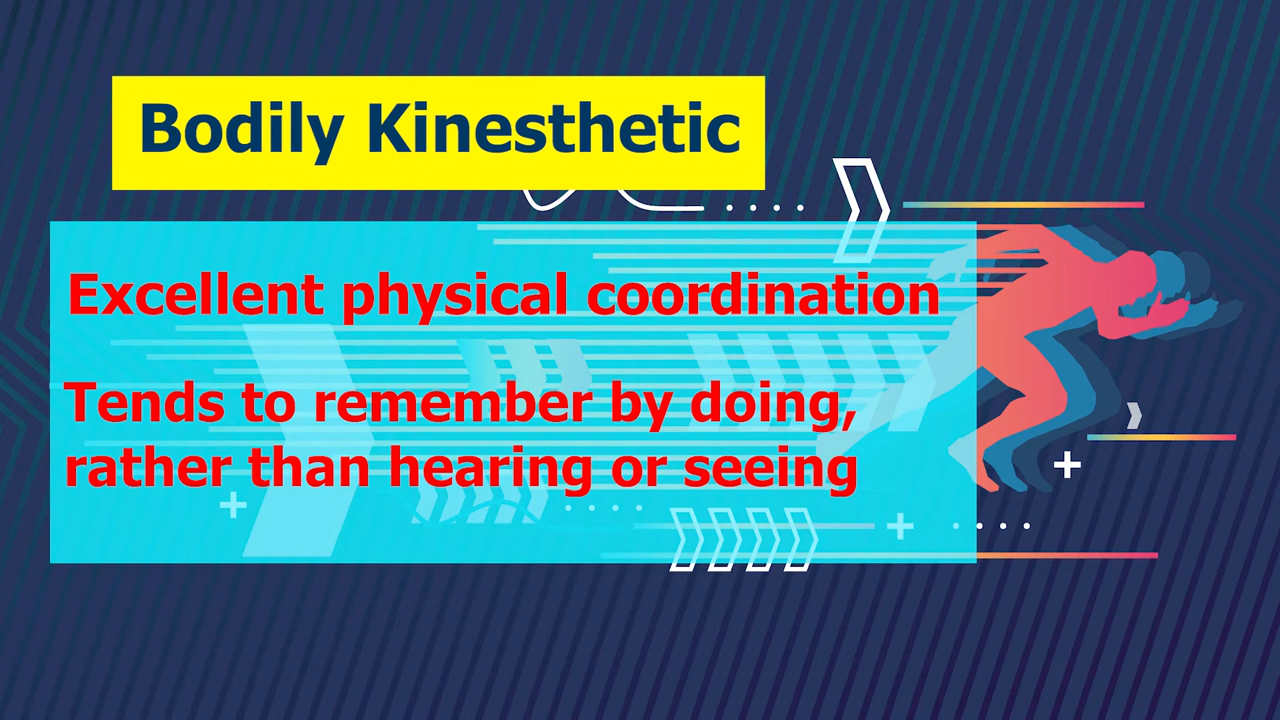 Bodily Kinesthetic
Excellent physical coordination
Tends to remember by doing,
rather than hearing or seeing